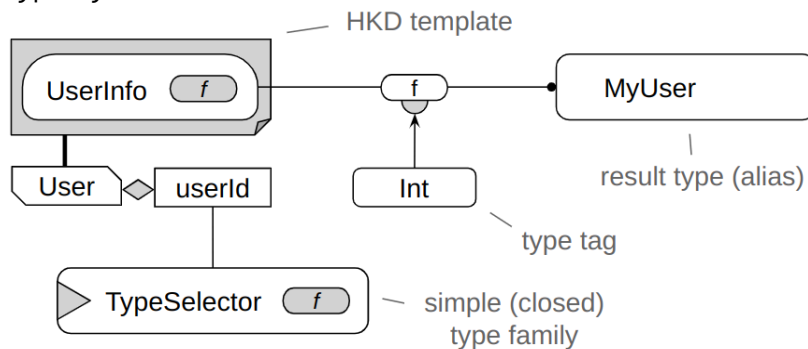 HKD template
UserInfo f
f
MyUser
User
userId
Int
result type (alias)
type tag
TypeSelector f
simple (closed)
type family